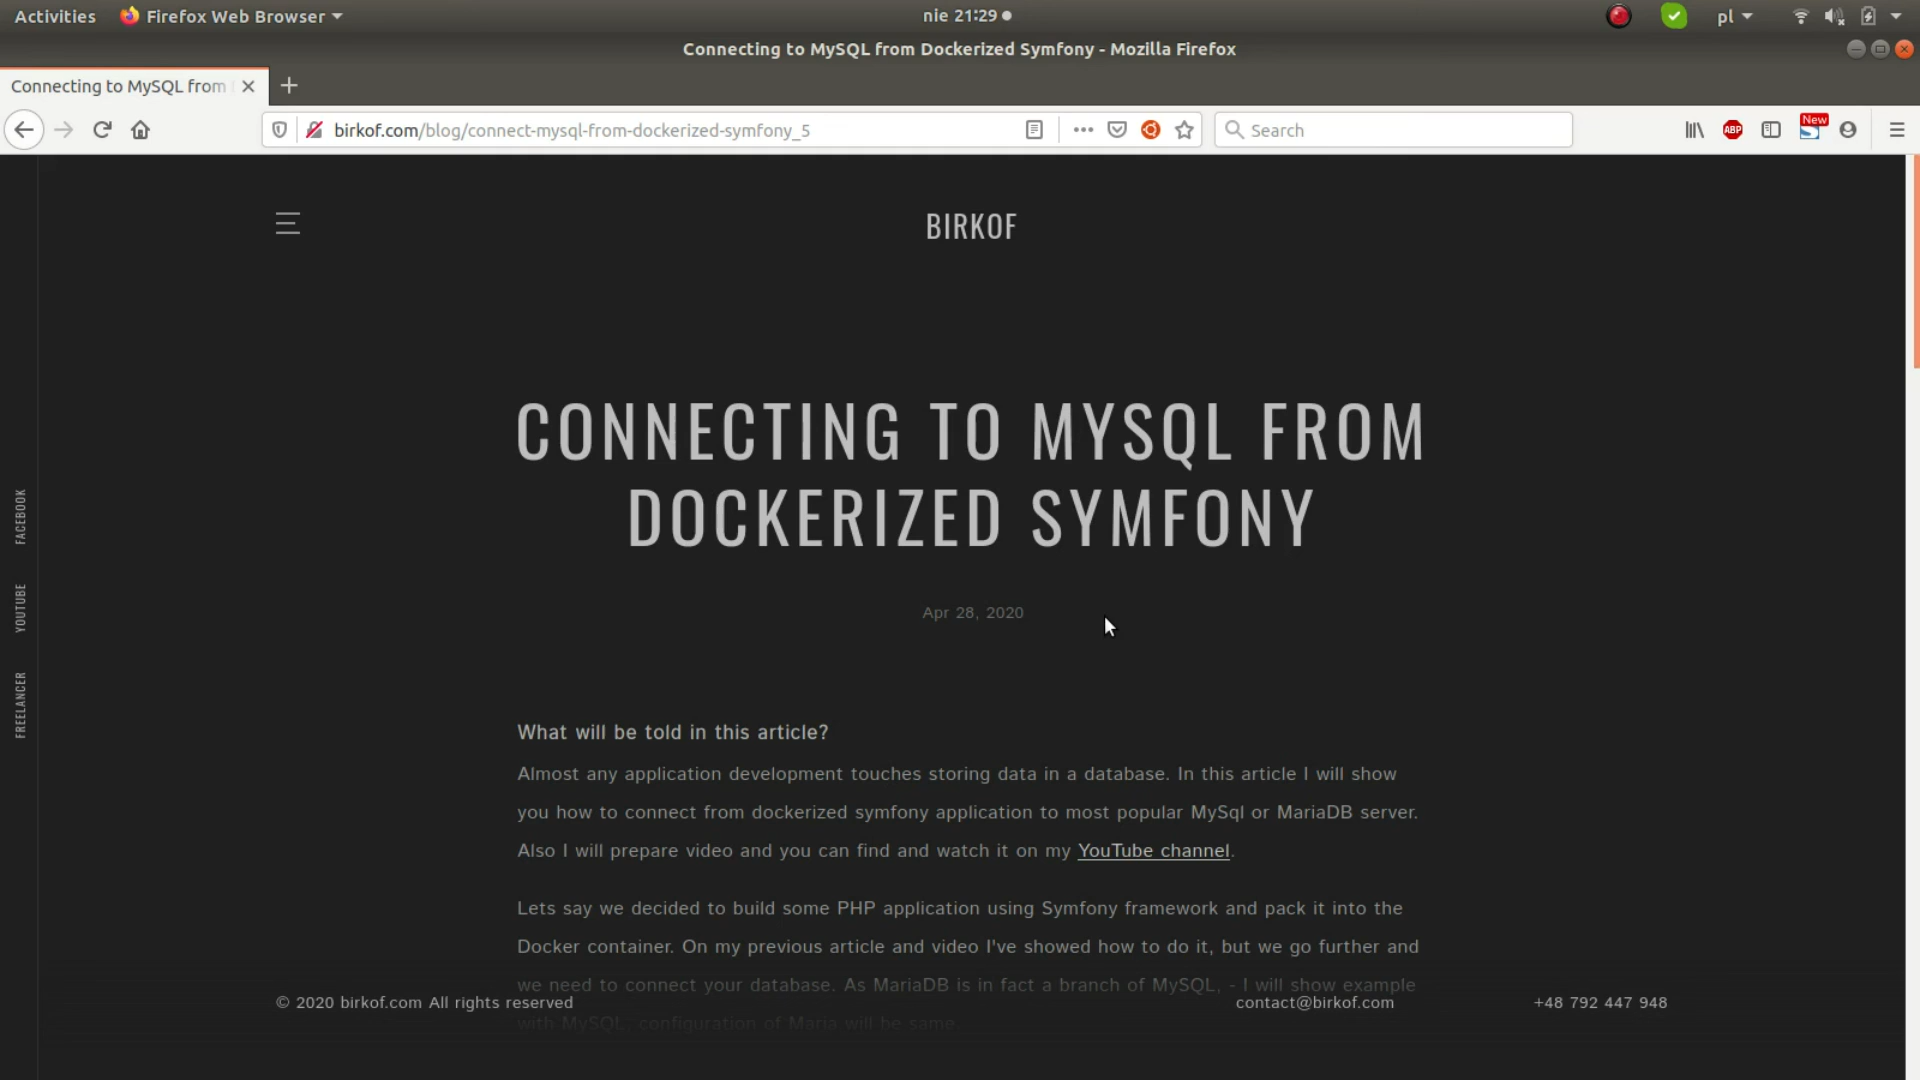 Activities
Firefox Web Browser
nie 21:29
pl
Connecting to MySQL from Dockerized Symfony - Mozilla Firefox
Connecting to MySQL from
birkof.com/blog/connect-mysql-from-dockerized-symfony_5
Search
ABP
New
BIRKOF
CONNECTING TO MYSQL FROM
DOCKERIZED SYMFONY
FACEBOOK
YOUTUBE
FREELANCER
Apr 28, 2020
What will be told in this article?
Almost any application development touches storing data in a database. In this article I will show
you how to connect from dockerized symfony application to most popular MySql or MariaDB server.
Also I will prepare video and you can find and watch it on my YouTube channel.
Lets say we decided to build some PHP application using Symfony framework and pack it into the
Docker container. On my previous article and video I've showed how to do it, but we go further and
we need to connect your database. As MariaDB is in fact a branch of MySQL, - I will show example
with MySQL, configuration of Maria will be same.
© 2020 birkof.com All rights reserved
contact@birkof.com
+48 792 447 948